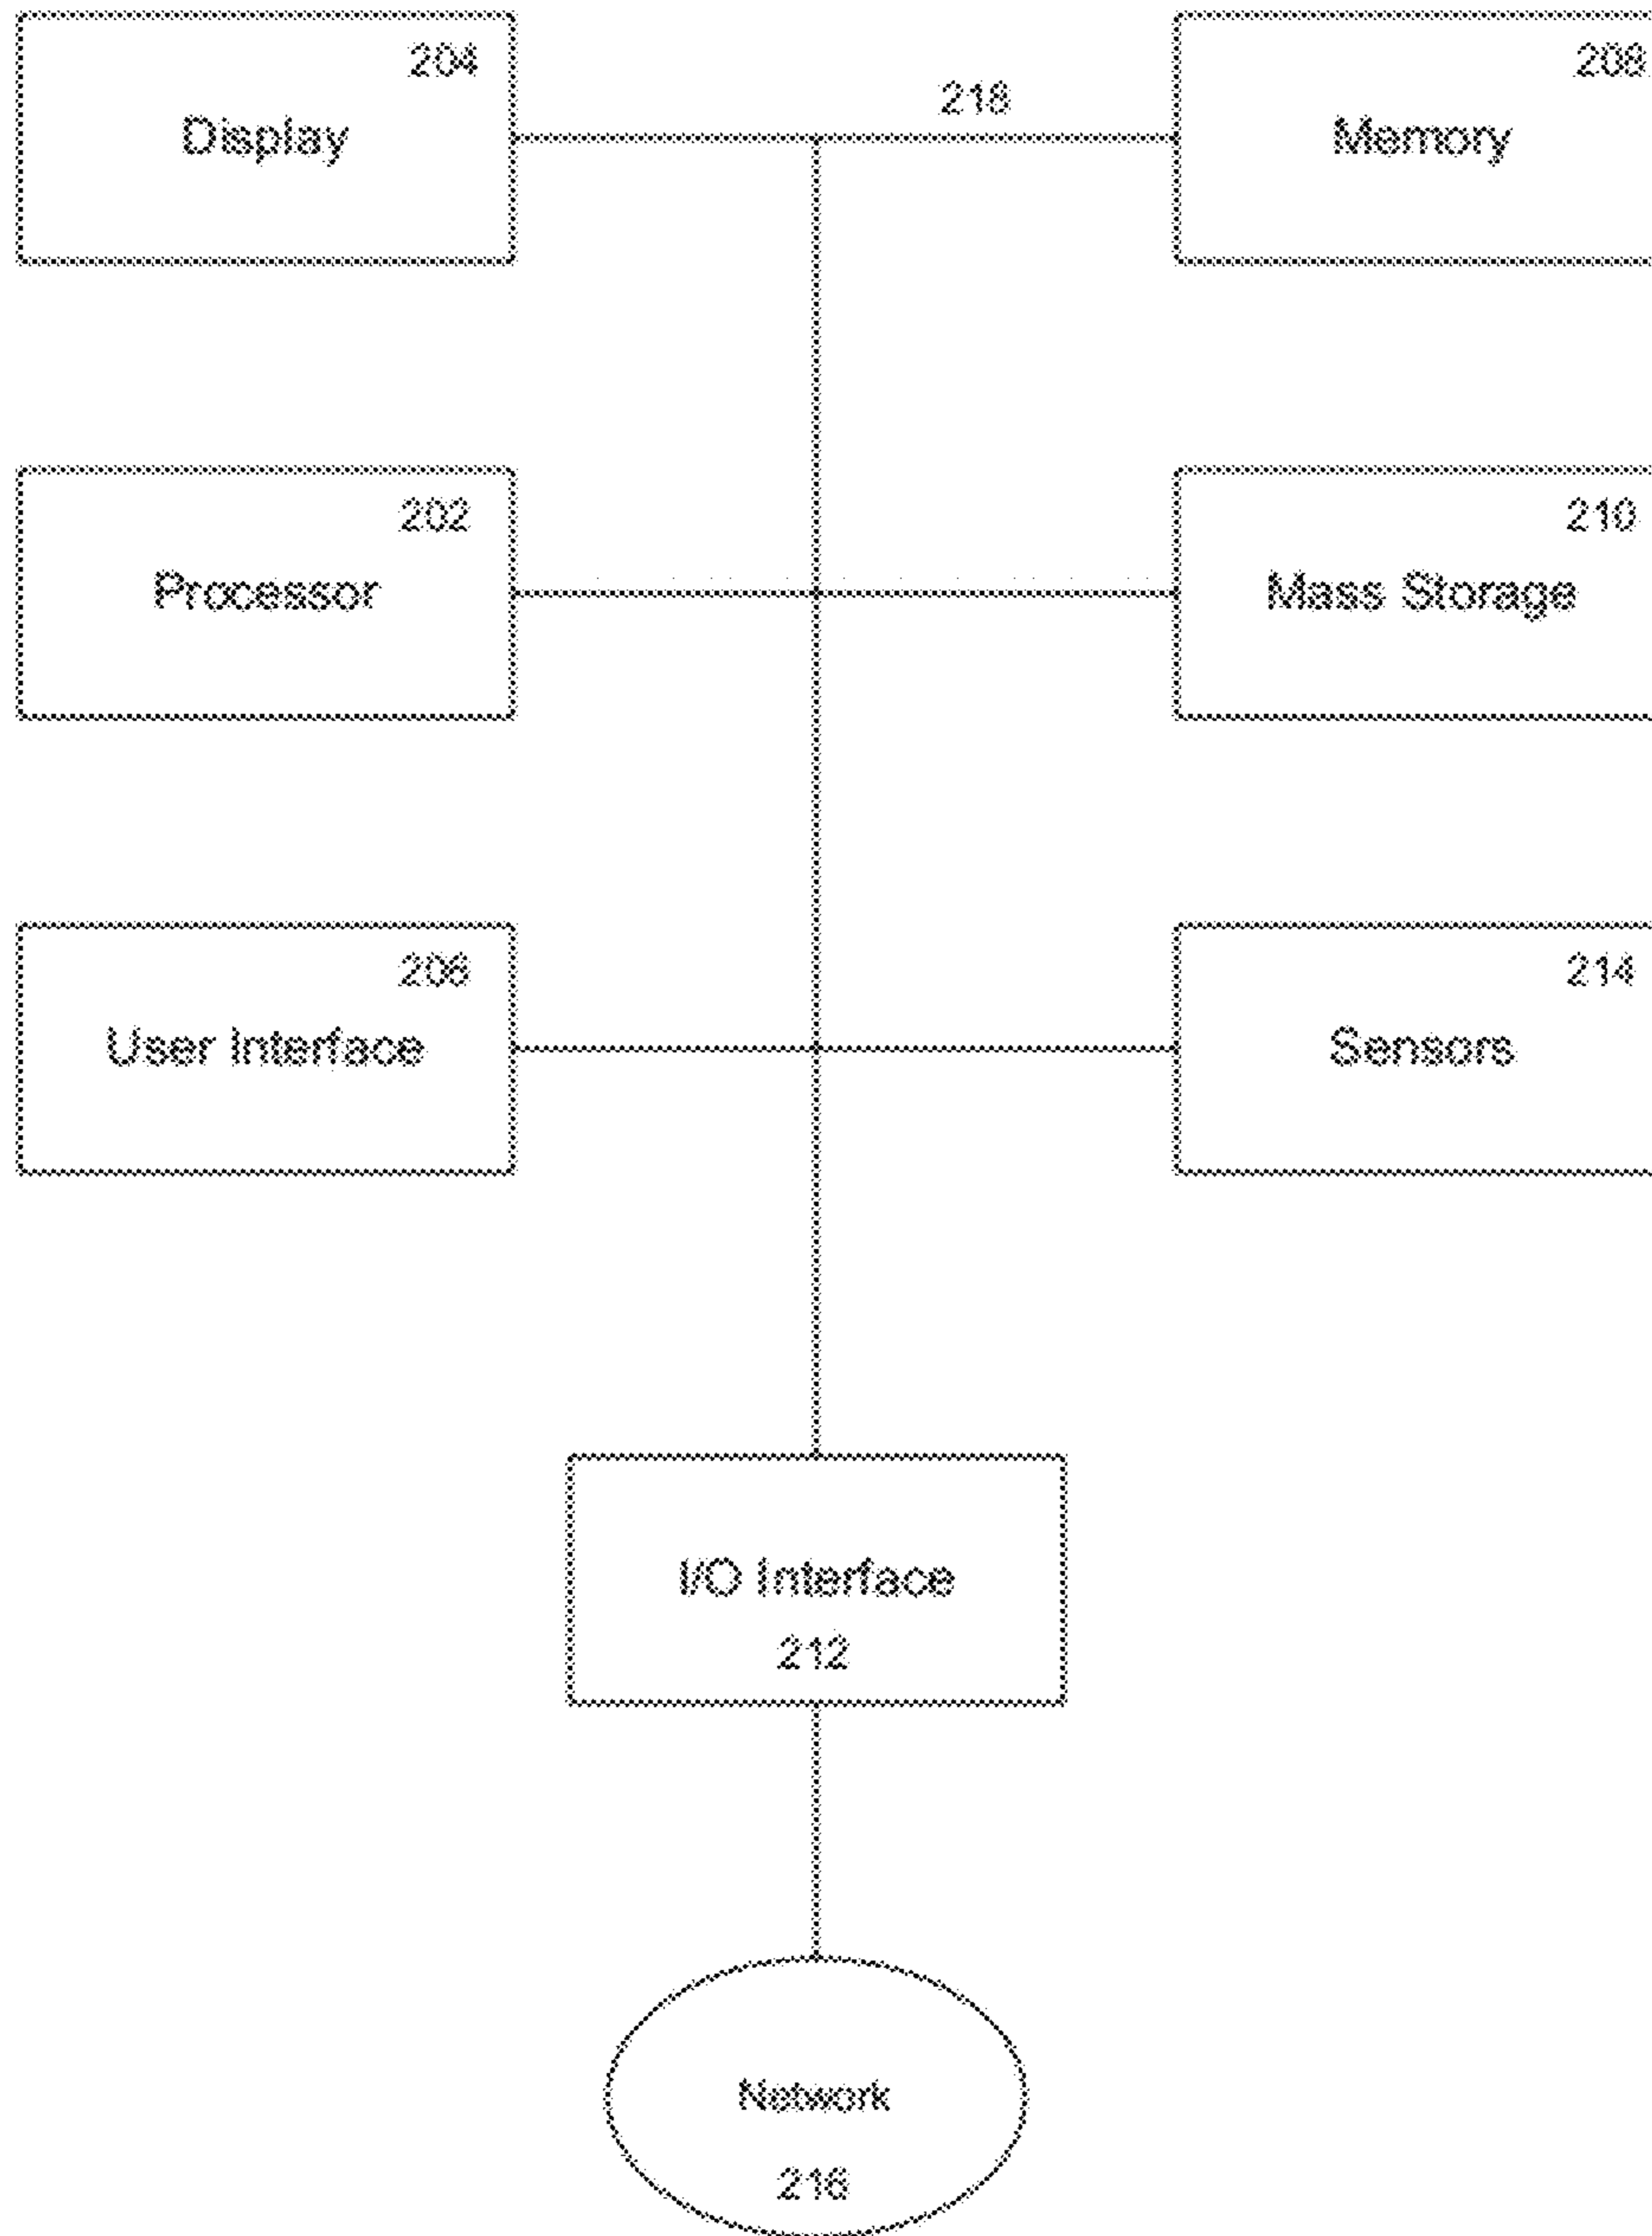 204
Display
218
208
Memory
202
Processor
210
Mass Storage
206
User Interface
214
Sensors
I/O Interface
212
Network
216